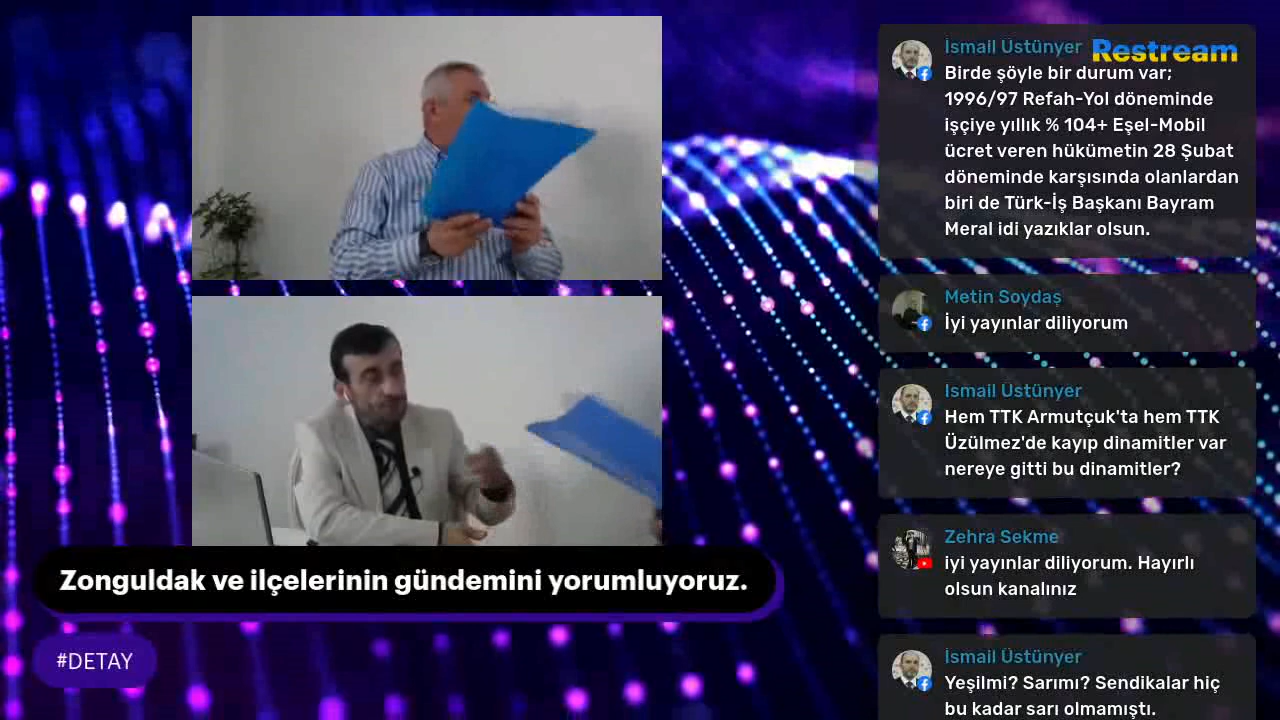 İsmail Üstünyer
Restream
Birde şöyle bir durum var;
1996/97 Refah-Yol döneminde
işçiye yıllık % 104+ Eşel-Mobil
ücret veren hükümetin 28 Şubat
döneminde karşısında olanlardan
biri de Türk-İş Başkanı Bayram
Meral idi yazıklar olsun.
Metin Soydaş
İyi yayınlar diliyorum
İsmail Üstünyer
Hem TTK Armutçuk'ta hem TTK
Üzülmez'de kayıp dinamitler var
nereye gitti bu dinamitler?
Zehra Sekme
iyi yayınlar diliyorum. Hayırlı
olsun kanalınız
İsmail Üstünyer
Yeşilmi? Sarımı? Sendikalar hiç
bu kadar sarı olmamıştı.
Zonguldak ve ilçelerinin gündemini yorumluyoruz.
#DETAY